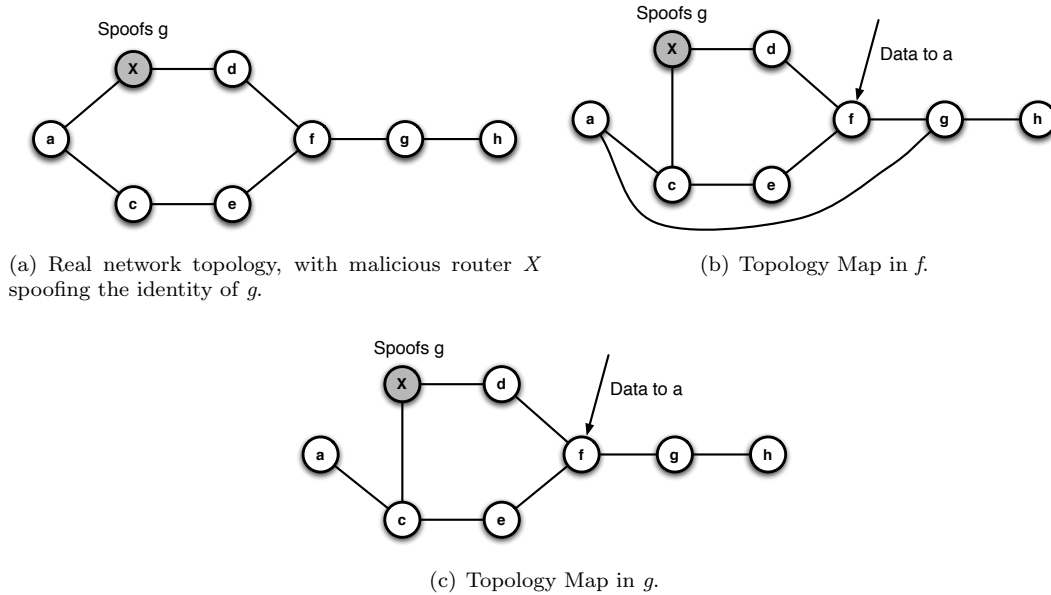 Spoofs g
X
d
a
f
g
h
c
e
(a) Real network topology, with malicious router X
spoofing the identity of g.
Spoofs g
X
d
Data to a
a
f
g
h
c
e
(b) Topology Map in f.
Spoofs g
X
d
Data to a
a
f
g
h
c
e
(c) Topology Map in g.